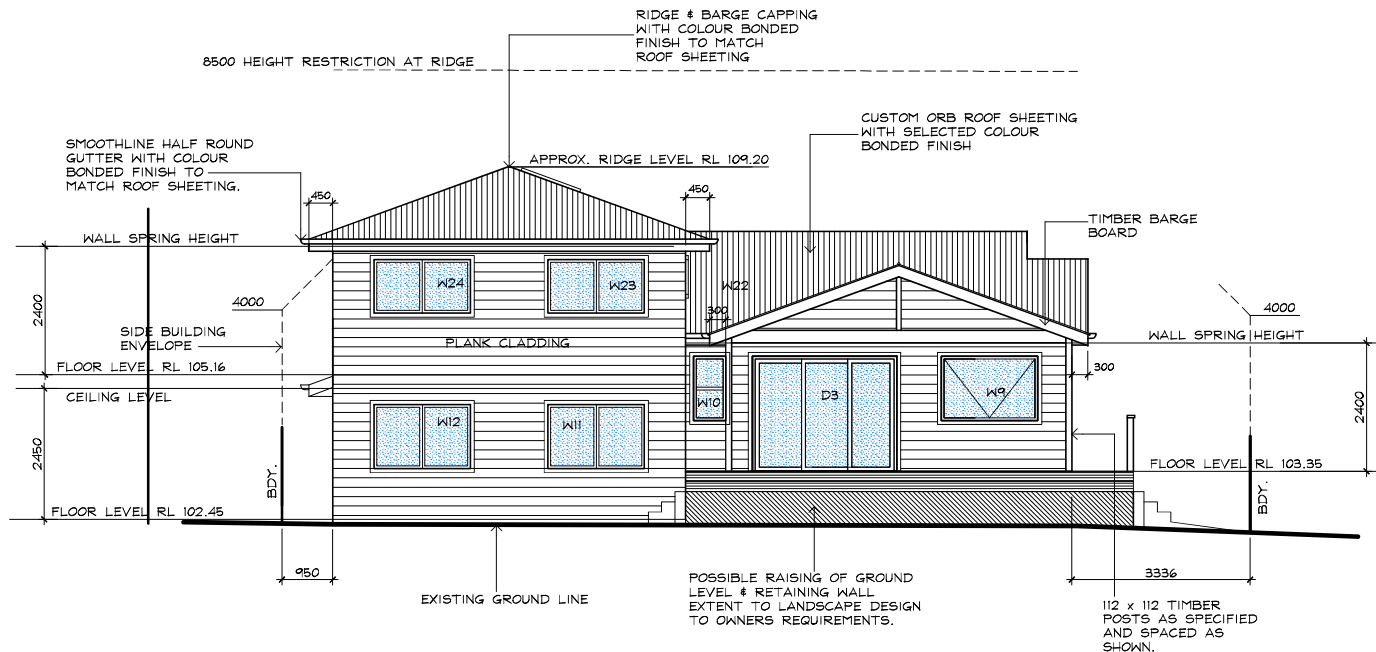 RIDGE & BARGE CAPPING
WITH COLOUR BONDED
FINISH TO MATCH
ROOF SHEETING
8500 HEIGHT RESTRICTION AT RIDGE
CUSTOM ORB ROOF SHEETING
WITH SELECTED COLOUR
BONDED FINISH
SMOOTHLINE HALF ROUND
GUTTER WITH COLOUR
BONDED FINISH TO
MATCH ROOF SHEETING.
APPROX. RIDGE LEVEL RL 109.20
450
450
TIMBER BARGE
BOARD
WALL SPRING HEIGHT
W24
W23
W22
4000
300
4000
2400
SIDE BUILDING
ENVELOPE
PLANK CLADDING
WALL SPRING HEIGHT
FLOOR LEVEL RL 105.16
300
CEILING LEVEL
W10
D3
W9
2400
W12
W11
2450
FLOOR LEVEL RL 103.35
BDY.
BDY.
FLOOR LEVEL RL 102.45
950
3336
EXISTING GROUND LINE
POSSIBLE RAISING OF GROUND
LEVEL & RETAINING WALL
EXTENT TO LANDSCAPE DESIGN
TO OWNERS REQUIREMENTS.
112 x 112 TIMBER
POSTS AS SPECIFIED
AND SPACED AS
SHOWN.